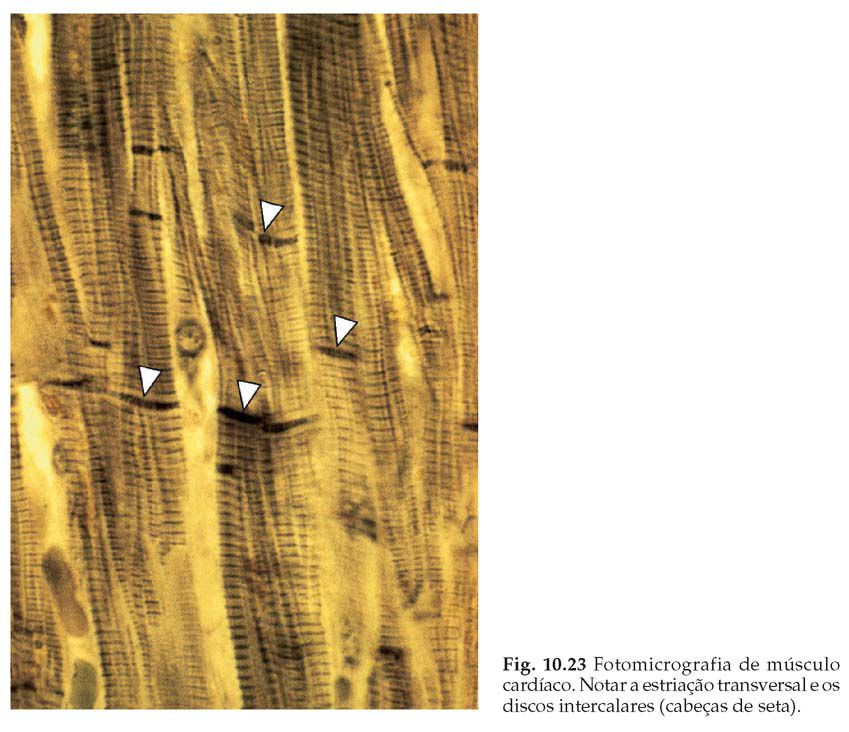 Fig. 10.23 Fotomicrografia de músculo
cardíaco. Notar a estriação transversal e os
discos intercalares (cabeças de seta).